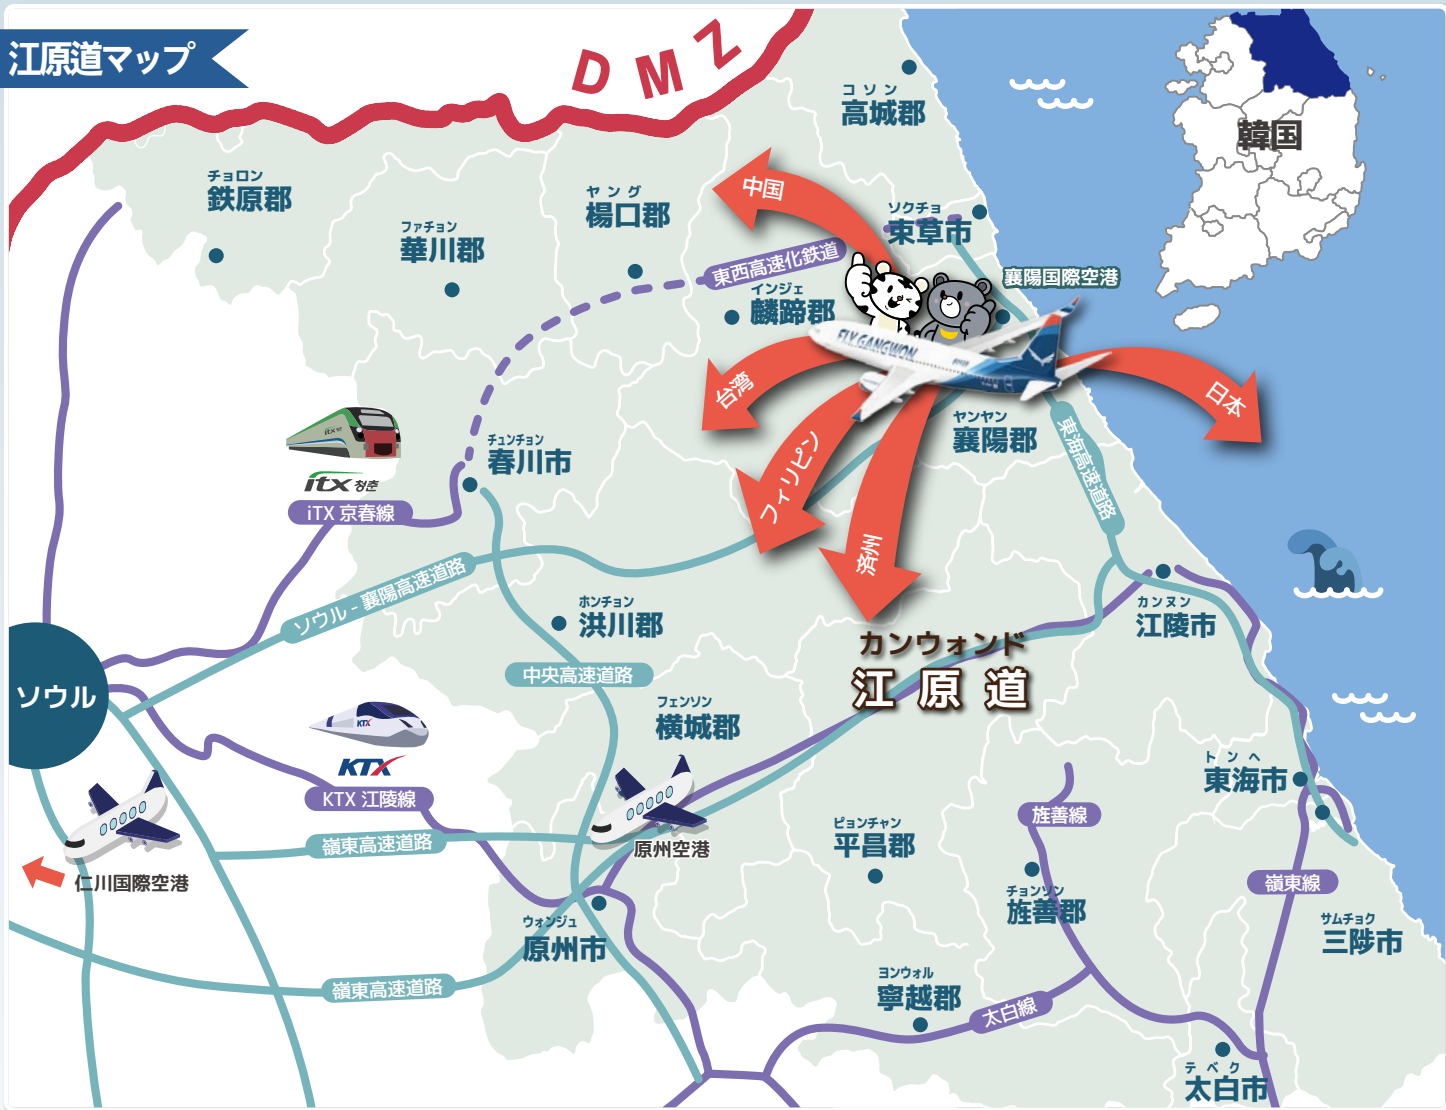 江原道マップ
DMZ
コソン
高城郡
韓国
チョロン
鉄原郡
ヤング
楊口郡
中国
ソクチョ
束草市
ファチョン
華川郡
東西高速化鉄道
襄陽国際空港
インジェ
麟蹄郡
FLY GANGWON
台湾
日本
フィリピン
済州
ヤンヤン
襄陽郡
東海高速道路
itx 청춘
iTX 京春線
チュンチョン
春川市
ソウル - 襄陽高速道路
ホンチョン
洪川郡
カンヌン
江陵市
カンウォンド
江原道
中央高速道路
ソウル
フェンソン
横城郡
KTX
KTX
KTX 江陵線
トンヘ
東海市
旌善線
嶺東高速道路
原州空港
ピョンチャン
平昌郡
仁川国際空港
チョンソン
旌善郡
嶺東線
ウォンジュ
原州市
サムチョク
三陟市
嶺東高速道路
ヨンウォル
寧越郡
太白線
テベク
太白市